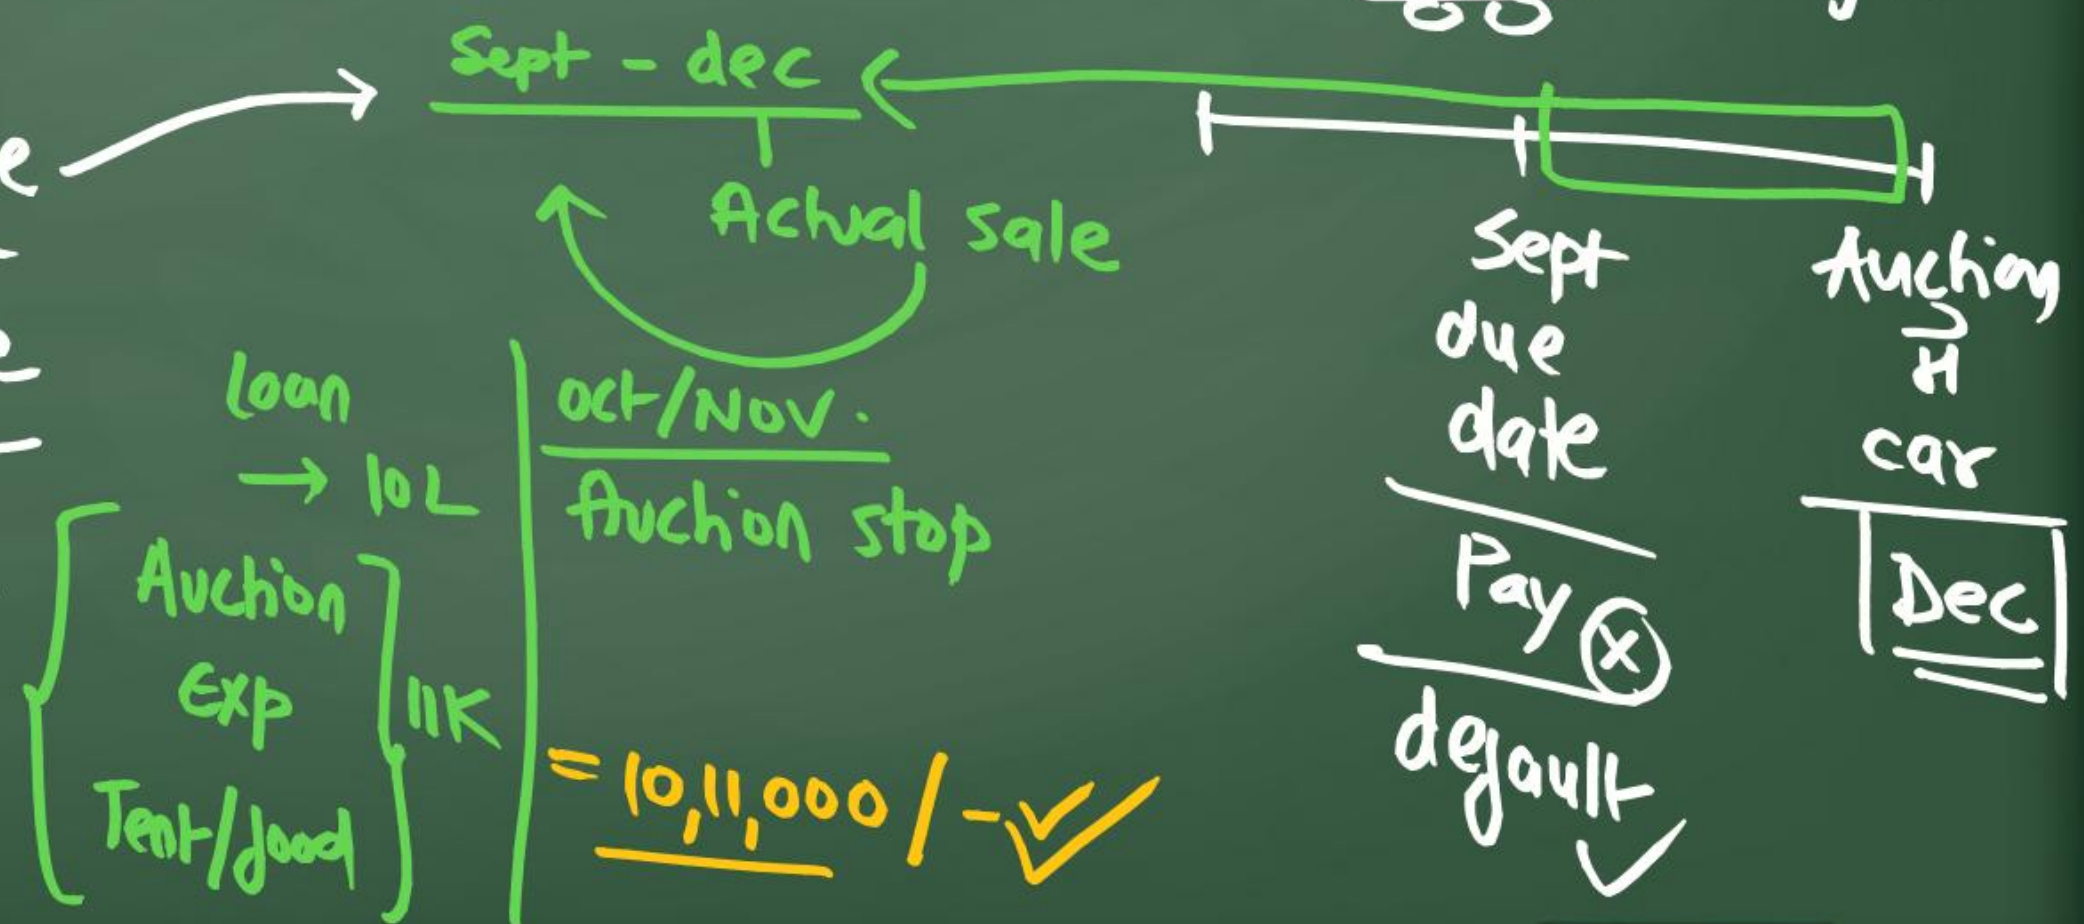 Sept - dec
Actual sale
loan
→ 10L
Auction
Exp
Tent/food
11K
oct/Nov.
Auction stop
= 10,11,000/-
Sept
due
date
Pay
default
Auction
car
Dec